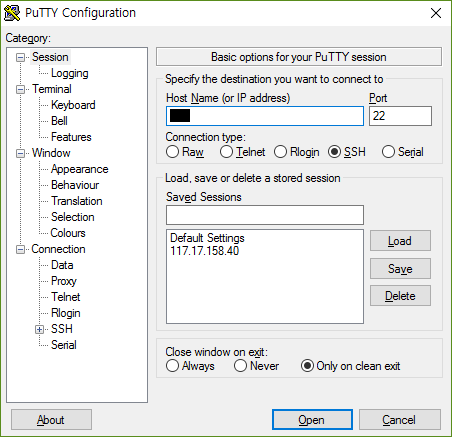 PuTTY Configuration
Category:
Session
Logging
Terminal
Keyboard
Bell
Features
Window
Appearance
Behaviour
Translation
Selection
Colours
Connection
Data
Proxy
Telnet
Rlogin
SSH
Serial
Basic options for your PuTTY session
Specify the destination you want to connect to
Host Name (or IP address) Port
22
Connection type:
Raw Telnet Rlogin SSH Serial
Load, save or delete a stored session
Saved Sessions
Default Settings
117.17.158.40
Load
Save
Delete
Close window on exit:
Always Never Only on clean exit
About Open Cancel